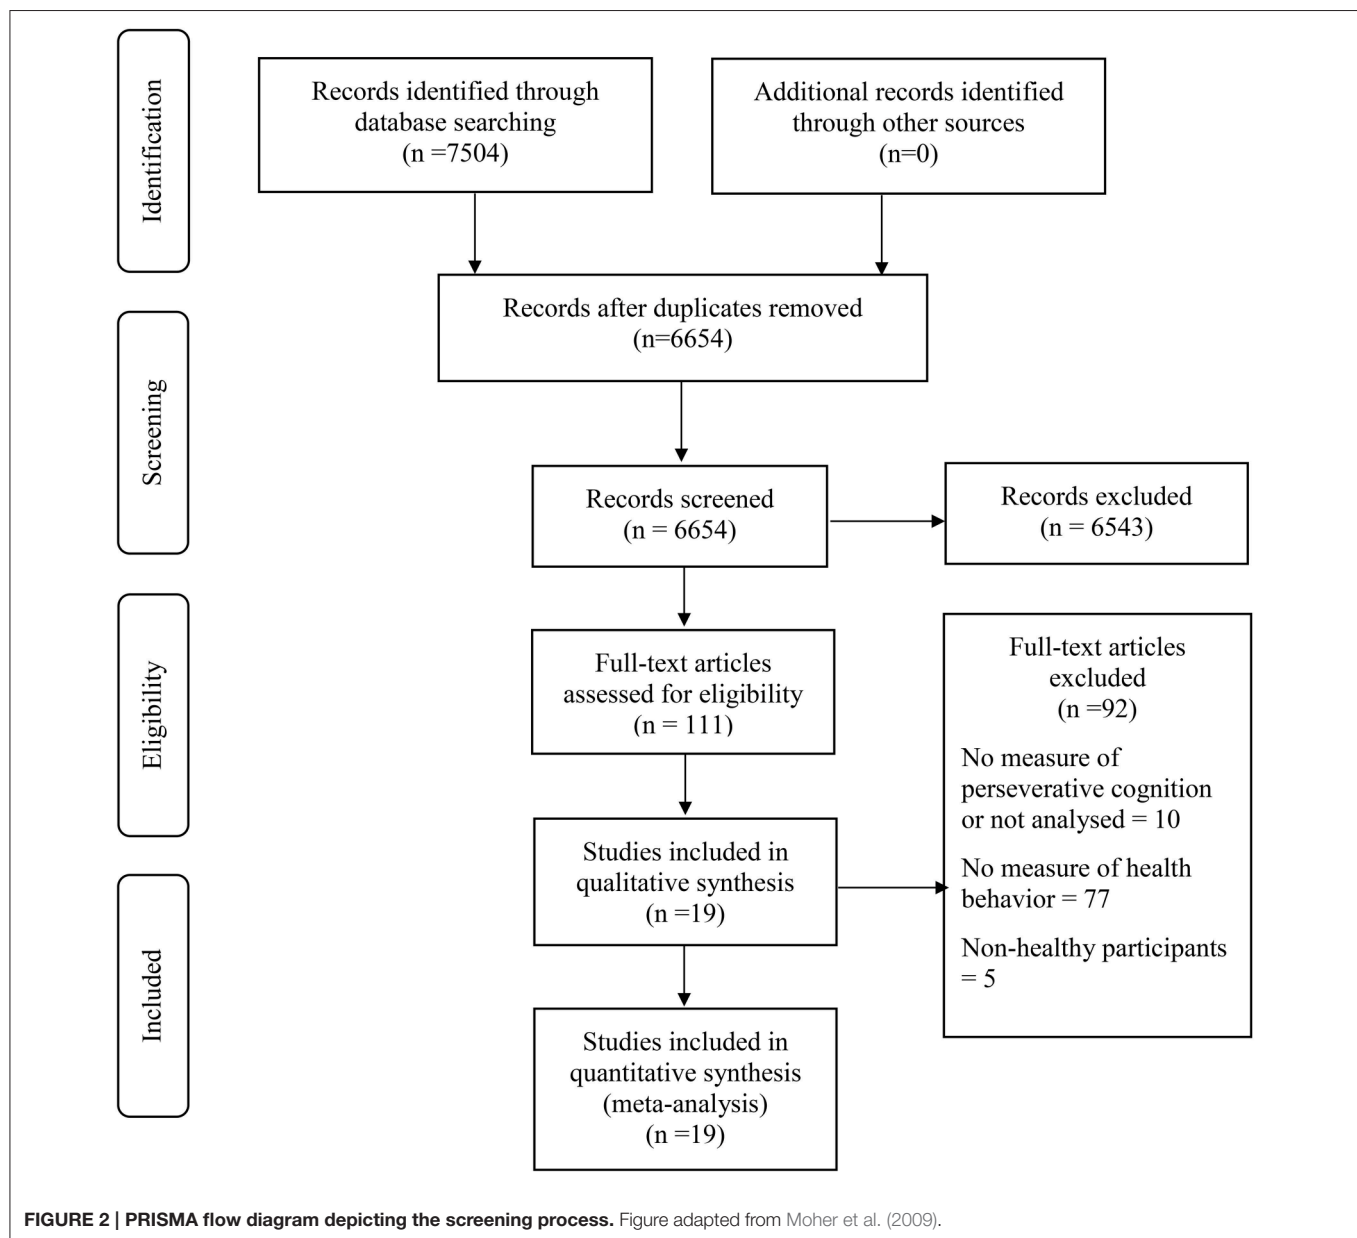 Identification
Records identified through
database searching
(n =7504)
Additional records identified
through other sources
(n=0)
Records after duplicates removed
(n=6654)
Screening
Records screened
(n = 6654)
Records excluded
(n = 6543)
Eligibility
Full-text articles
assessed for eligibility
(n = 111)
Full-text articles
excluded
(n =92)
No measure of
perseverative cognition
or not analysed = 10
No measure of health
behavior = 77
Non-healthy participants
= 5
Studies included in
qualitative synthesis
(n =19)
Included
Studies included in
quantitative synthesis
(meta-analysis)
(n =19)
FIGURE 2 | PRISMA flow diagram depicting the screening process. Figure adapted from Moher et al. (2009).